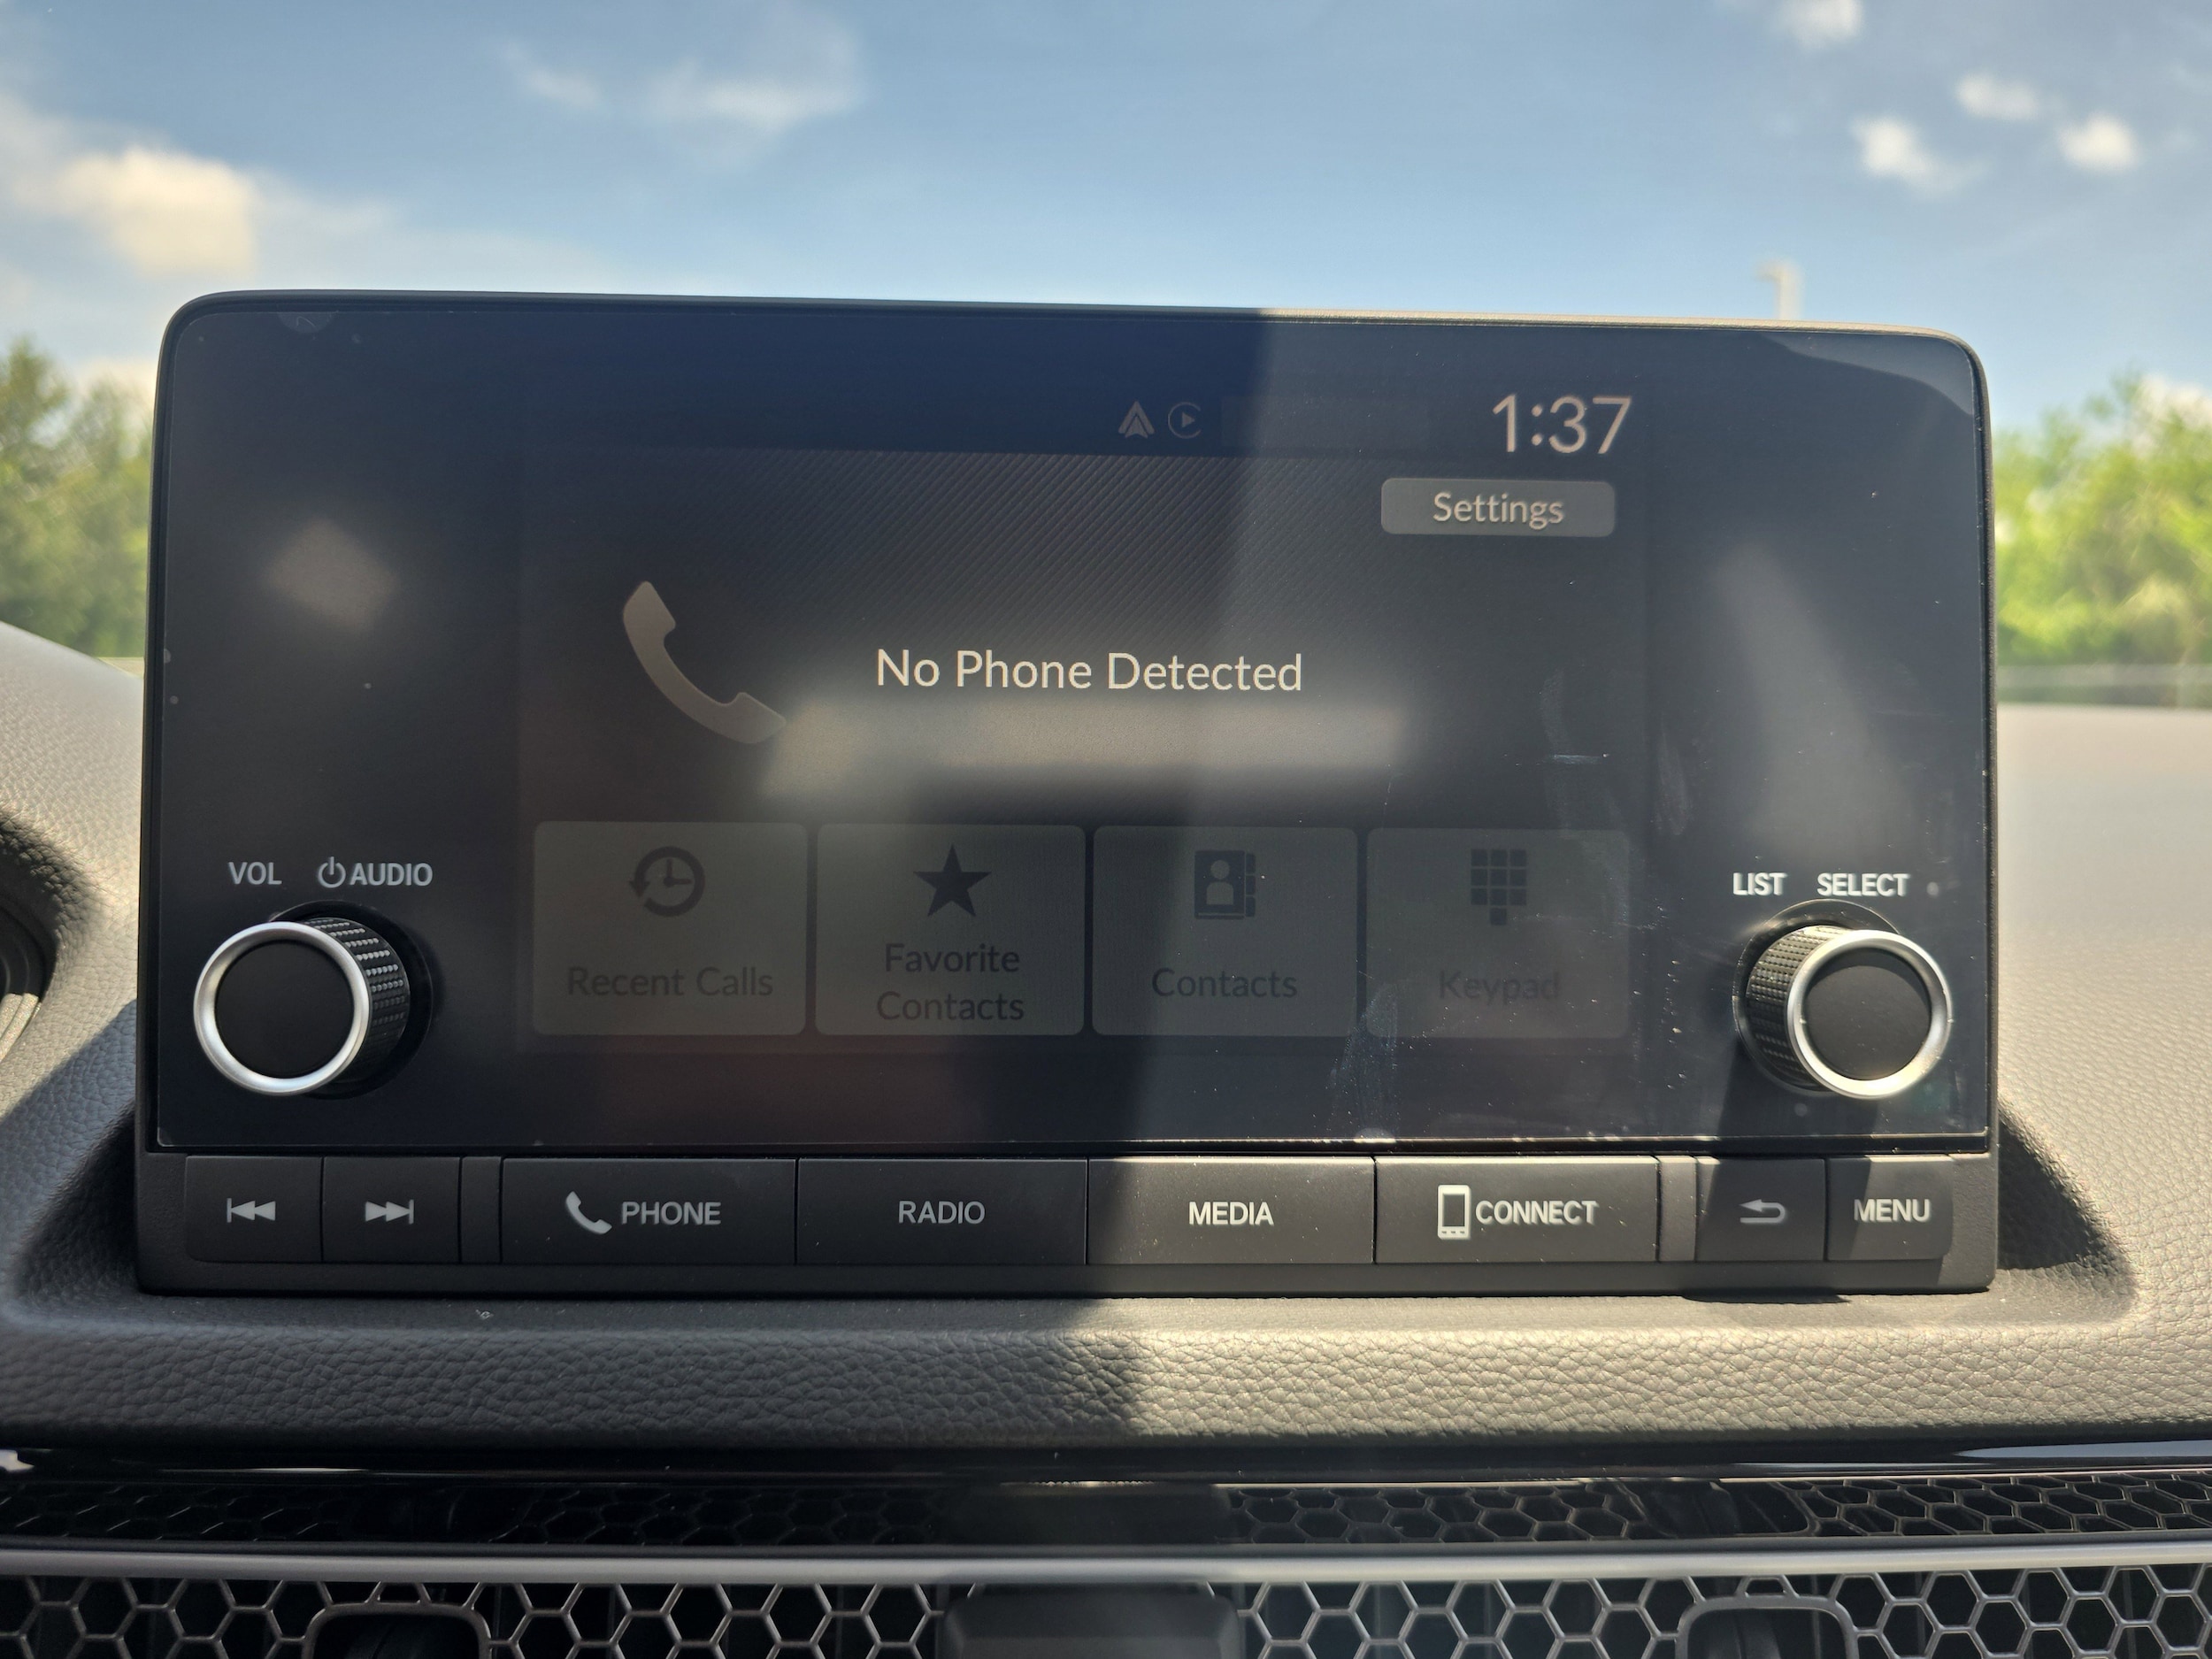 1:37
Settings
No Phone Detected
VOL AUDIO
LIST SELECT
Recent Calls
Favorite
Contacts
Contacts
Keypad
PHONE
RADIO
MEDIA
CONNECT
MENU